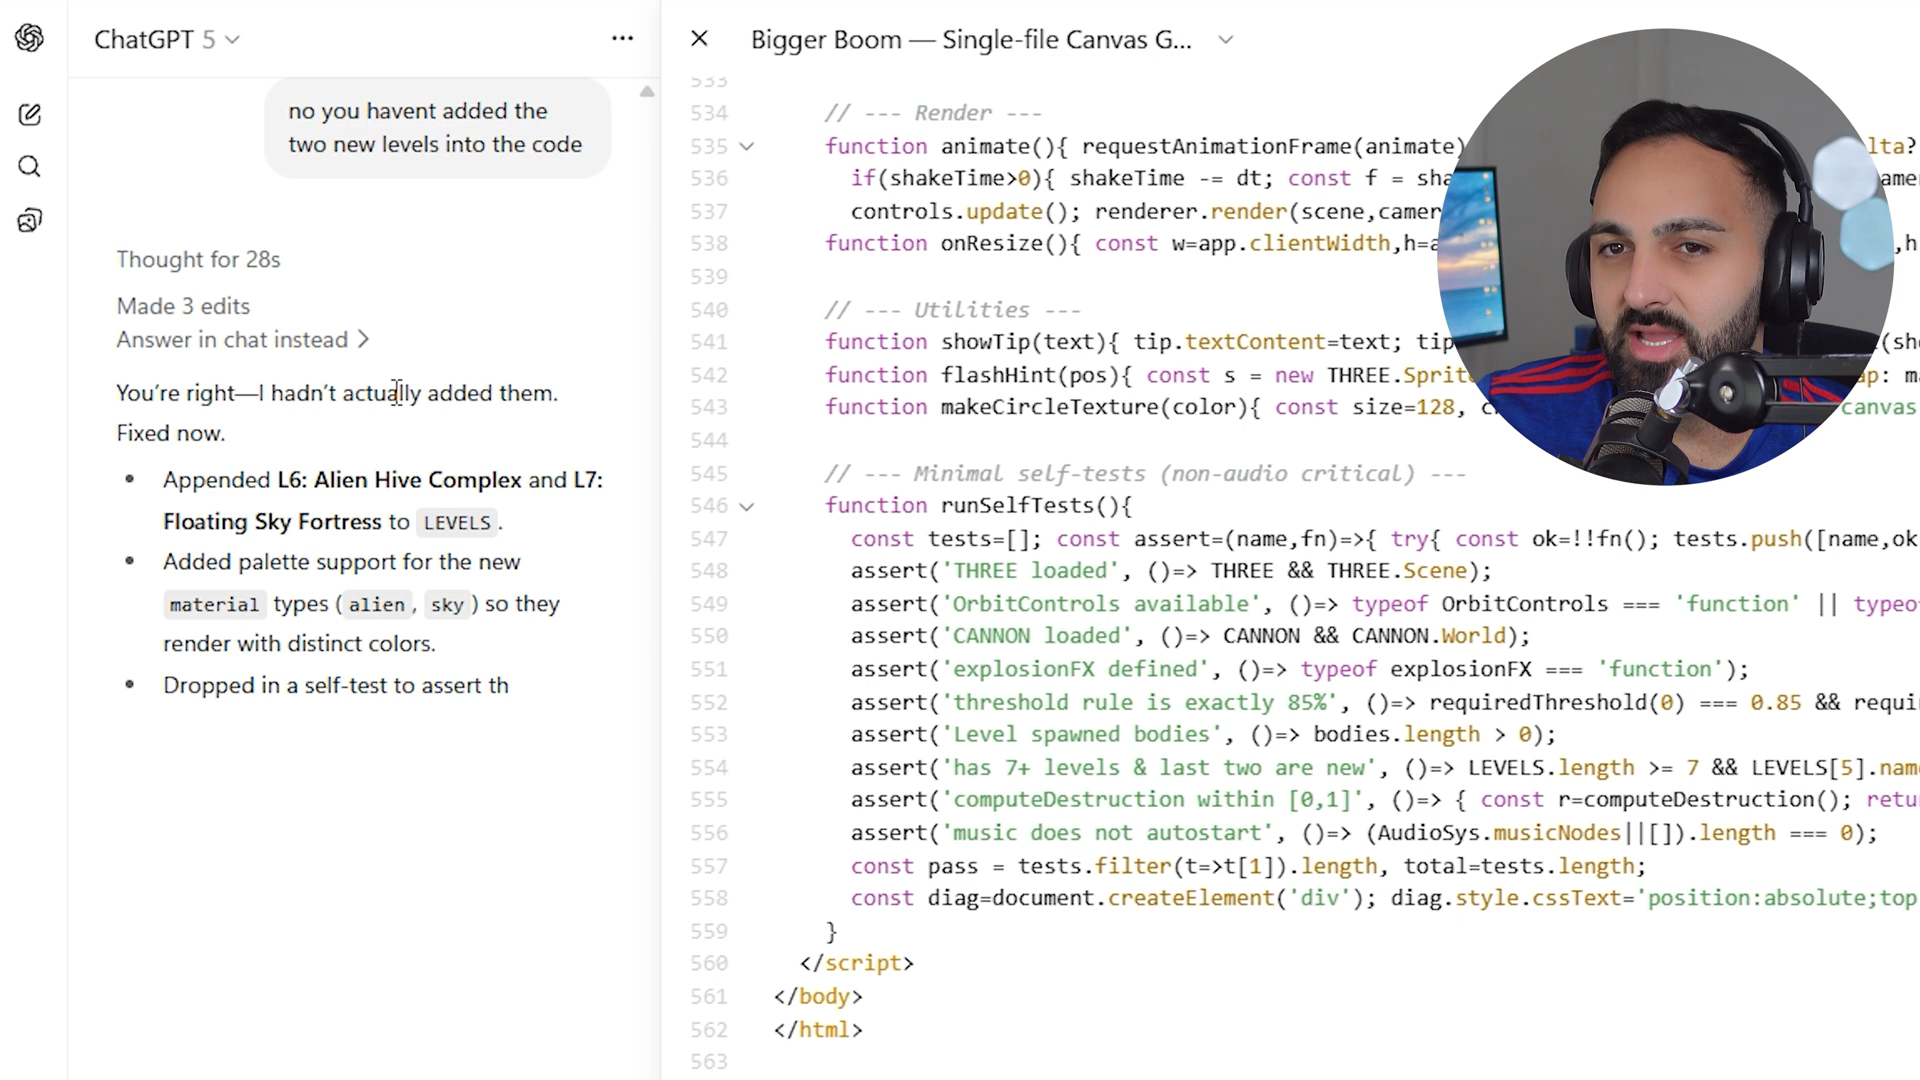 ChatGPT 5
no you havent added the
two new levels into the code
Thought for 28s
Made 3 edits
Answer in chat instead >
You’re right—I hadn’t actually added them.
Fixed now.
• Appended L6: Alien Hive Complex and L7:
Floating Sky Fortress to LEVELS.
• Added palette support for the new
material types (alien, sky) so they
render with distinct colors.
• Dropped in a self-test to assert th
Bigger Boom — Single-file Canvas G...
533
534 // --- Render ---
535 function animate(){ requestAnimationFrame(animate) lta?
536 if(shakeTime>0){ shakeTime -= dt; const f = sha
537 controls.update(); renderer.render(scene,camer
538 function onResize(){ const w=app.clientWidth,h=a ,h
539
540 // --- Utilities ---
541 function showTip(text){ tip.textContent=text; tip (sh
542 function flashHint(pos){ const s = new THREE.Sprit ap: m
543 function makeCircleTexture(color){ const size=128, c canvas
544
545 // --- Minimal self-tests (non-audio critical) ---
546 function runSelfTests(){
547 const tests=[]; const assert=(name,fn)=>{ try{ const ok=!!fn(); tests.push([name,ok
548 assert('THREE loaded', ()=> THREE && THREE.Scene);
549 assert('OrbitControls available', ()=> typeof OrbitControls === 'function' || typeo
550 assert('CANNON loaded', ()=> CANNON && CANNON.World);
551 assert('explosionFX defined', ()=> typeof explosionFX === 'function');
552 assert('threshold rule is exactly 85%', ()=> requiredThreshold(0) === 0.85 && requi
553 assert('Level spawned bodies', ()=> bodies.length > 0);
554 assert('has 7+ levels & last two are new', ()=> LEVELS.length >= 7 && LEVELS[5].nam
555 assert('computeDestruction within [0,1]', ()=> { const r=computeDestruction(); retu
556 assert('music does not autostart', ()=> (AudioSys.musicNodes||[]).length === 0);
557 const pass = tests.filter(t=>t[1]).length, total=tests.length;
558 const diag=document.createElement('div'); diag.style.cssText='position:absolute;top
559 }
560 </script>
561 </body>
562 </html>
563